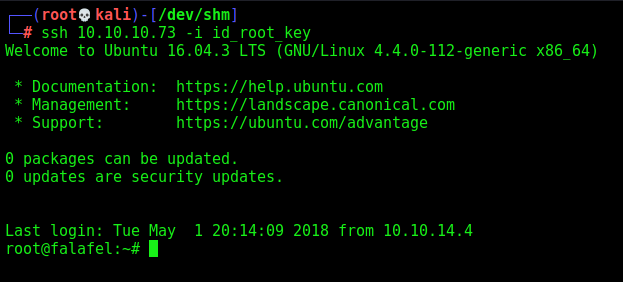 ┌──(root💀kali)-[/dev/shm]
└─# ssh 10.10.10.73 -i id_root_key
Welcome to Ubuntu 16.04.3 LTS (GNU/Linux 4.4.0-112-generic x86_64)
* Documentation:  https://help.ubuntu.com
* Management:     https://landscape.canonical.com
* Support:        https://ubuntu.com/advantage
0 packages can be updated.
0 updates are security updates.
Last login: Tue May  1 20:14:09 2018 from 10.10.14.4
root@falafel:~#